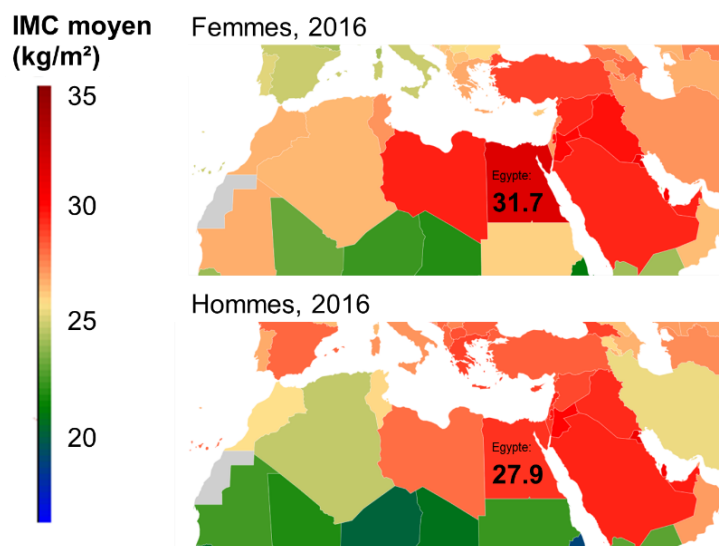 IMC moyen
(kg/m²)
35
30
25
20
Femmes, 2016
Egypte:
31.7
Hommes, 2016
Egypte:
27.9